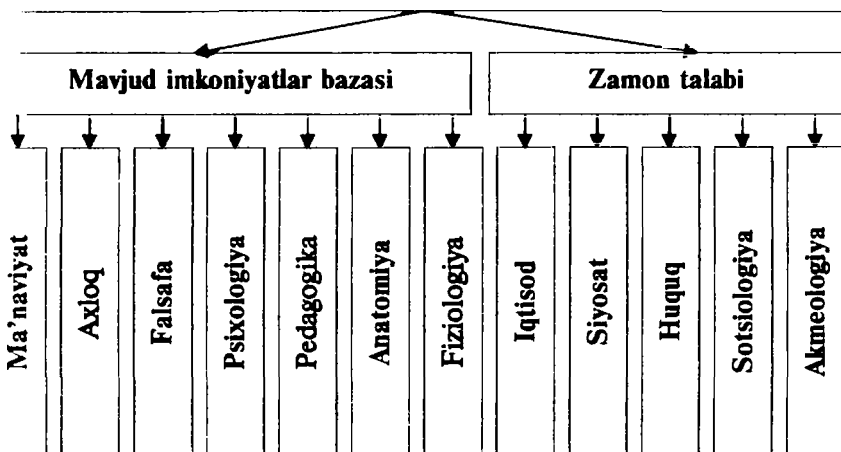 Mavjud imkoniyatlar bazasi
Zamon talabi
Ma'naviyat
Axloq
Falsafa
Psixologiya
Pedagogika
Anatomiya
Fiziologiya
Iqtisod
Siyosat
Huquq
Sotsiologiya
Akmeologiya